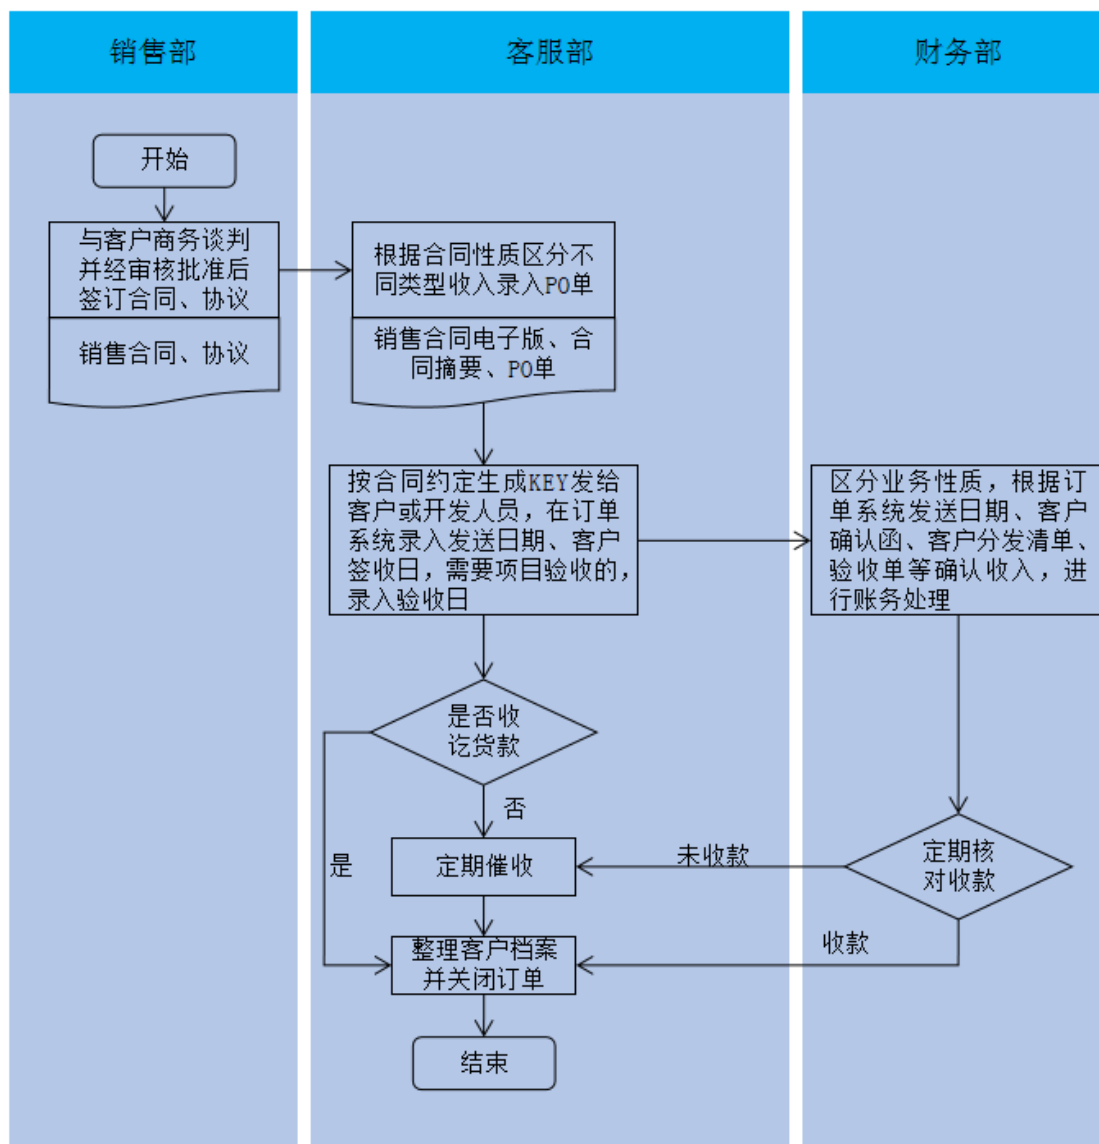 销售部
客服部
财务部
开始
与客户商务谈判
并经审核批准后
签订合同、协议
销售合同、协议
根据合同性质区分不
同类型收入录入PO单
销售合同电子版、合
同摘要、PO单
按合同约定生成KEY发给
客户或开发人员，在订单
系统录入发送日期、客户
签收日，需要项目验收的，
录入验收日
区分业务性质，根据订
单系统发送日期、客户
确认函、客户分发清单、
验收单等确认收入，进
行账务处理
是否收
讫货款
否
是
定期催收
未收款
定期核
对收款
收款
整理客户档案
并关闭订单
结束